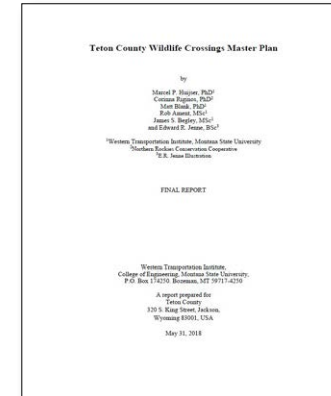 Teton County Wildlife Crossings Master Plan
by
Marcel P. Huijser, PhD¹
Corinna Riginos, PhD²
Matt Blank, PhD¹
Rob Ament, MSc¹
James S. Begley, MSc¹
and Edward R. Jenne, BSc³
¹Western Transportation Institute, Montana State University
²Northern Rockies Conservation Cooperative
³E.R. Jenne Illustration
FINAL REPORT
Western Transportation Institute,
College of Engineering, Montana State University,
P.O. Box 174250. Bozeman, MT 59717-4250
A report prepared for
Teton County
320 S. King Street, Jackson,
Wyoming 83001, USA
May 31, 2018